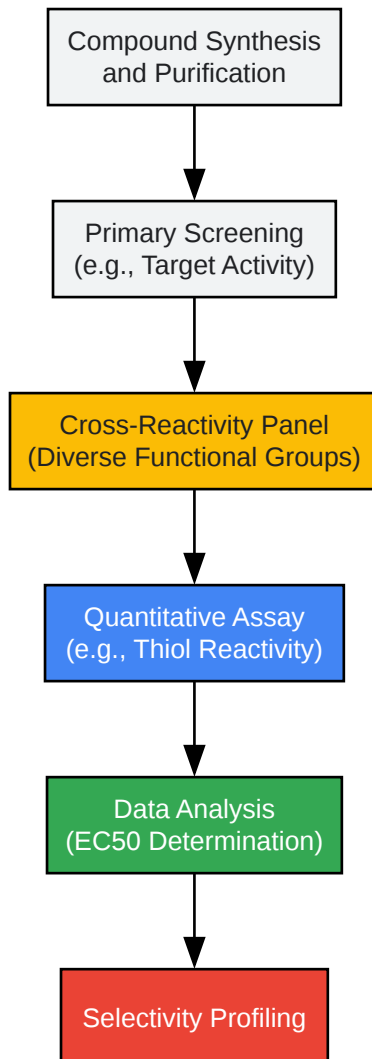 Compound Synthesis
and Purification
Primary Screening
(e.g., Target Activity)
Cross-Reactivity Panel
(Diverse Functional Groups)
Quantitative Assay
(e.g., Thiol Reactivity)
Data Analysis
(EC50 Determination)
Selectivity Profiling